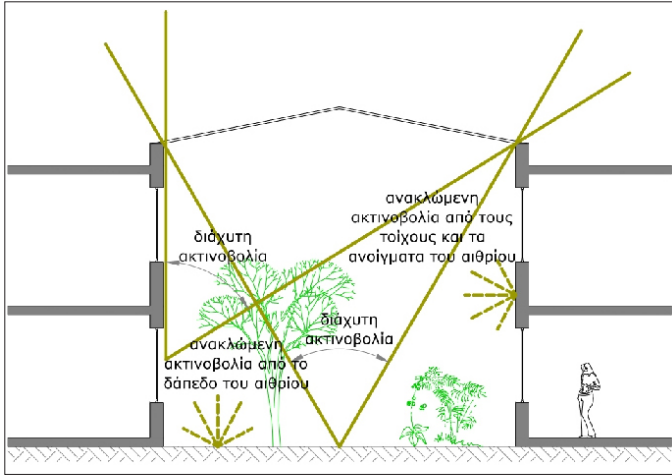 ανακλώμενη
ακτινοβολία από τους
τοίχους και τα
ανοίγματα του αιθρίου
διάχυτη
ακτινοβολία
διάχυτη
ακτινοβολία
ανακλώμενη
ακτινοβολία από το
δάπεδο του αιθρίου